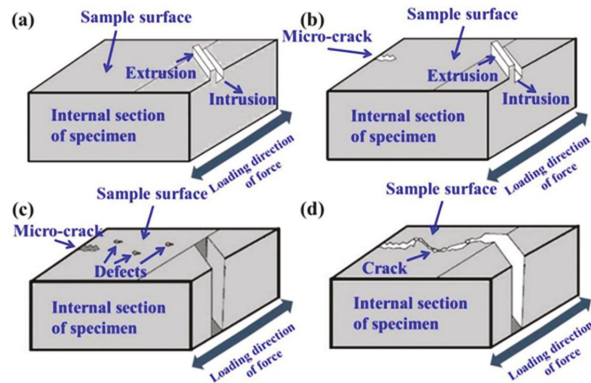 (a)
Sample surface
Extrusion
Intrusion
Internal section
of specimen
Loading direction
of force
(b)
Sample surface
Micro-crack
Extrusion
Intrusion
Internal section
of specimen
Loading direction
of force
(c)
Sample surface
Micro-crack
Defects
Internal section
of specimen
Loading direction
of force
(d)
Sample surface
Crack
Internal section
of specimen
Loading direction
of force